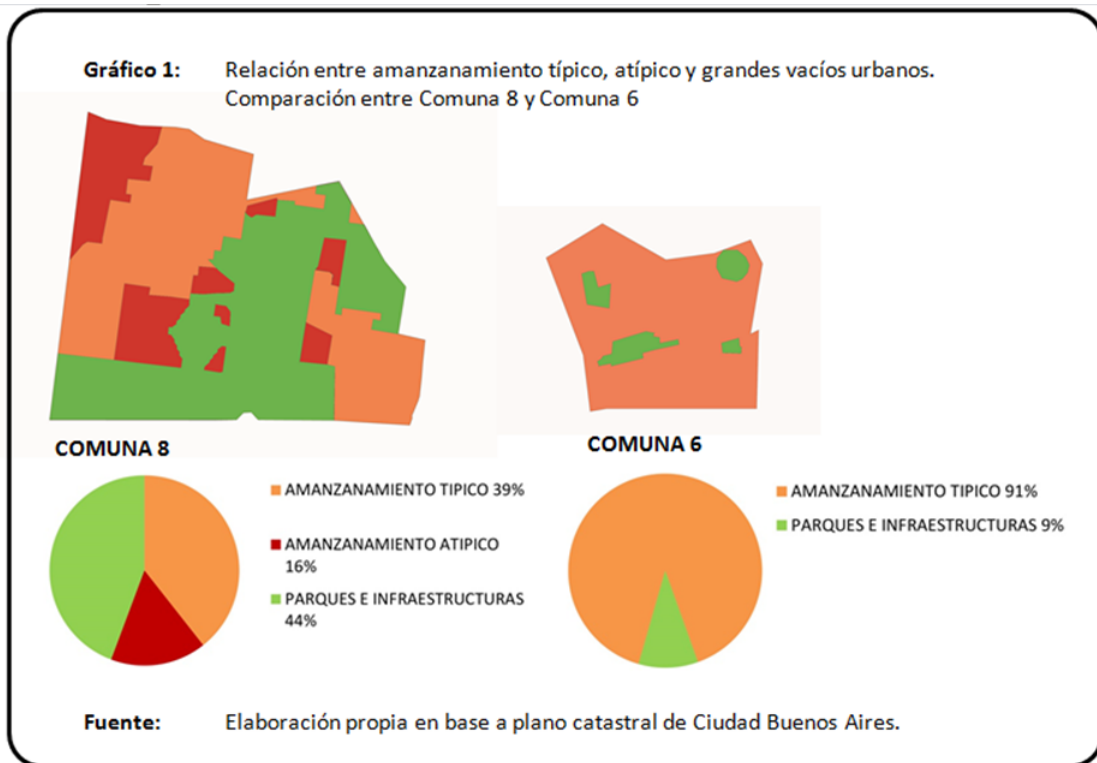 Gráfico 1: Relación entre amanzanamiento típico, atípico y grandes vacíos urbanos.
Comparación entre Comuna 8 y Comuna 6
COMUNA 8
AMANZANAMIENTO TIPICO 39%
AMANZANAMIENTO ATIPICO
16%
PARQUES E INFRAESTRUCTURAS
44%
COMUNA 6
AMANZANAMIENTO TIPICO 91%
PARQUES E INFRAESTRUCTURAS 9%
Fuente: Elaboración propia en base a plano catastral de Ciudad Buenos Aires.